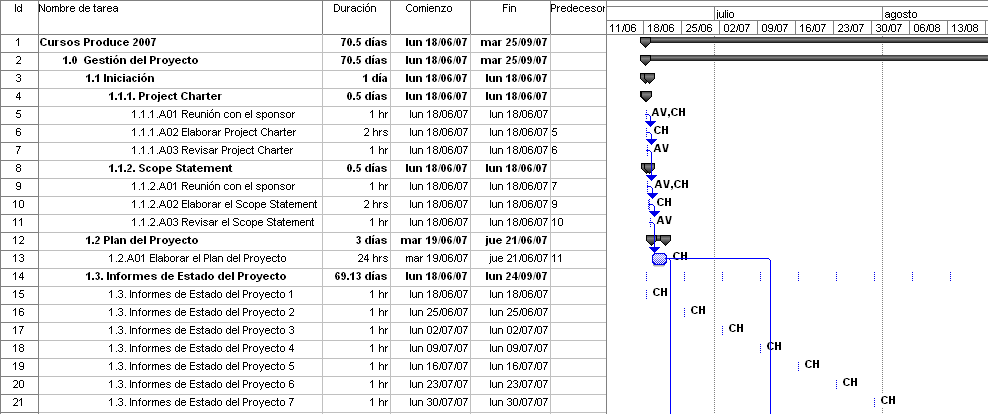 Id Nombre de tarea Duración Comienzo Fin Predecesor
julio agosto
11/06 18/06 25/06 02/07 09/07 16/07 23/07 30/07 06/08 13/08
1 Cursos Produce 2007 70.5 días lun 18/06/07 mar 25/09/07
2 1.0 Gestión del Proyecto 70.5 días lun 18/06/07 mar 25/09/07
3 1.1 Iniciación 1 día lun 18/06/07 lun 18/06/07
4 1.1.1. Project Charter 0.5 días lun 18/06/07 lun 18/06/07
5 1.1.1.A01 Reunión con el sponsor 1 hr lun 18/06/07 lun 18/06/07 AV,CH
6 1.1.1.A02 Elaborar Project Charter 2 hrs lun 18/06/07 lun 18/06/07 5 CH
7 1.1.1.A03 Revisar Project Charter 1 hr lun 18/06/07 lun 18/06/07 6 AV
8 1.1.2. Scope Statement 0.5 días lun 18/06/07 lun 18/06/07
9 1.1.2.A01 Reunión con el sponsor 1 hr lun 18/06/07 lun 18/06/07 7 AV,CH
10 1.1.2.A02 Elaborar el Scope Statement 2 hrs lun 18/06/07 lun 18/06/07 9 CH
11 1.1.2.A03 Revisar el Scope Statement 1 hr lun 18/06/07 lun 18/06/07 10 AV
12 1.2 Plan del Proyecto 3 días mar 19/06/07 jue 21/06/07
13 1.2.A01 Elaborar el Plan del Proyecto 24 hrs mar 19/06/07 jue 21/06/07 11 CH
14 1.3. Informes de Estado del Proyecto 69.13 días lun 18/06/07 lun 24/09/07
15 1.3. Informes de Estado del Proyecto 1 1 hr lun 18/06/07 lun 18/06/07 CH
16 1.3. Informes de Estado del Proyecto 2 1 hr lun 25/06/07 lun 25/06/07 CH
17 1.3. Informes de Estado del Proyecto 3 1 hr lun 02/07/07 lun 02/07/07 CH
18 1.3. Informes de Estado del Proyecto 4 1 hr lun 09/07/07 lun 09/07/07 CH
19 1.3. Informes de Estado del Proyecto 5 1 hr lun 16/07/07 lun 16/07/07 CH
20 1.3. Informes de Estado del Proyecto 6 1 hr lun 23/07/07 lun 23/07/07 CH
21 1.3. Informes de Estado del Proyecto 7 1 hr lun 30/07/07 lun 30/07/07 CH